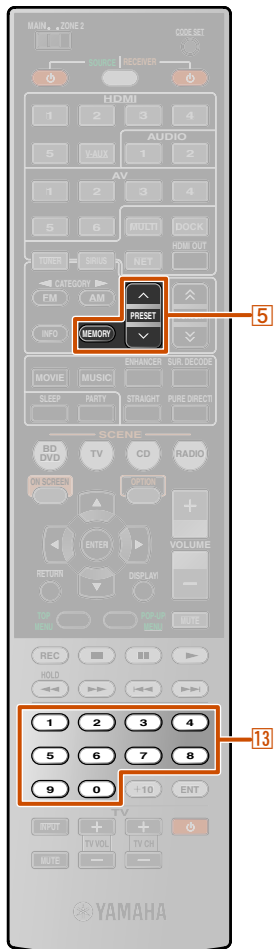 MAIN ZONE 2 CODE SET
SOURCE RECEIVER
HDMI
1 2 3 4
AUDIO
5 V-AUX 1 2
AV
1 2 3 4
5 6 MULTI DOCK
HDMI OUT
TUNER SIRIUS NET
CATEGORY
FM AM
PRESET
5
INFO MEMORY
ENHANCER SUR. DECODE
MOVIE MUSIC
SLEEP PARTY STRAIGHT PURE DIRECT
SCENE
BD DVD TV CD RADIO
ON SCREEN OPTION
ENTER
VOLUME
RETURN DISPLAY
TOP MENU POP-UP MENU MUTE
REC
HOLD
1 2 3 4
13
5 6 7 8
9 0 +10 ENT
TV
INPUT
TV VOL TV CH
MUTE
YAMAHA